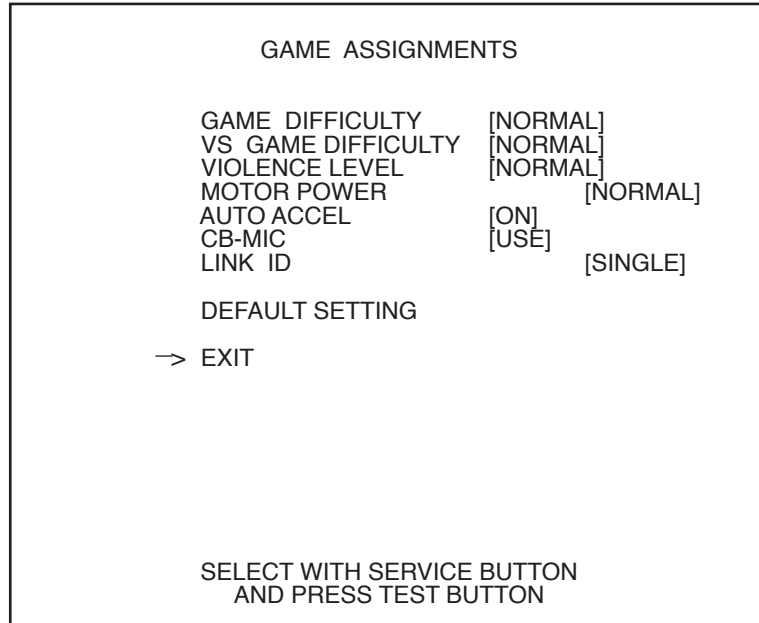 GAME ASSIGNMENTS
GAME DIFFICULTY [NORMAL]
VS GAME DIFFICULTY [NORMAL]
VIOLENCE LEVEL [NORMAL]
MOTOR POWER [NORMAL]
AUTO ACCEL [ON]
CB-MIC [USE]
LINK ID [SINGLE]
DEFAULT SETTING
—> EXIT
SELECT WITH SERVICE BUTTON
AND PRESS TEST BUTTON